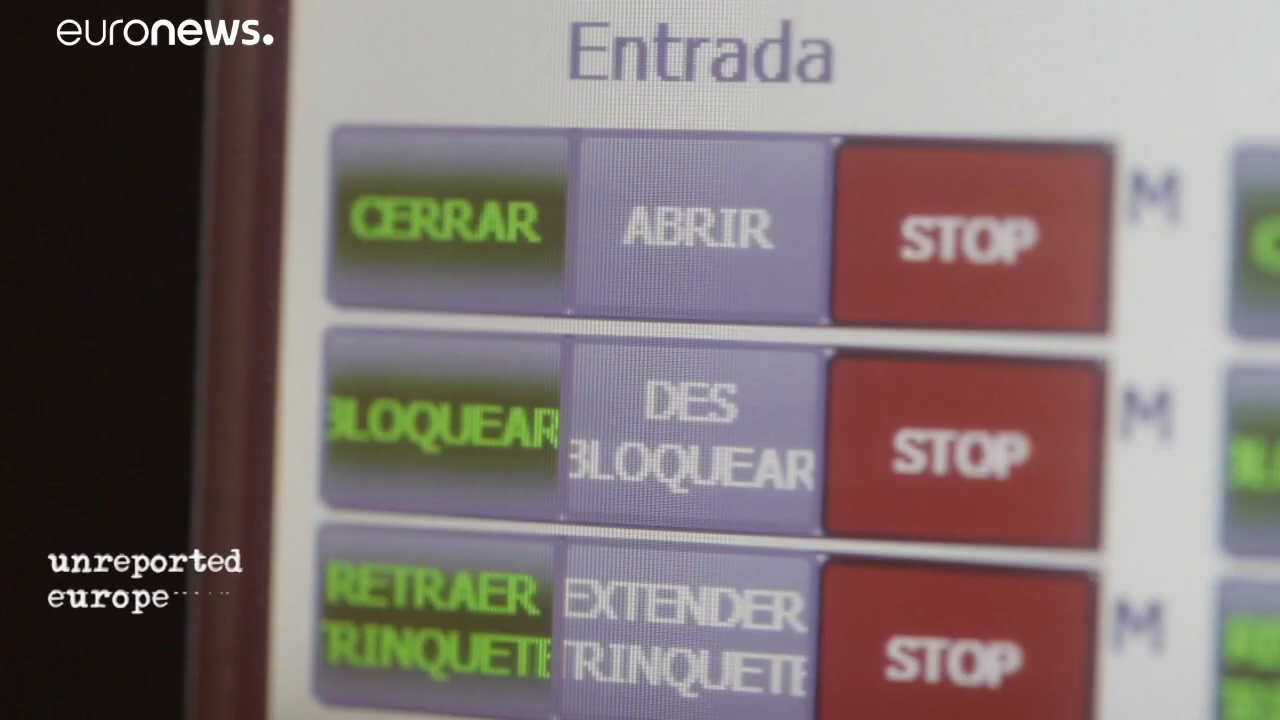 euronews.
Entrada
CERRAR ABRIR STOP M
BLOQUEAR DES BLOQUEAR STOP M
RETRAER TRINQUETE EXTENDER TRINQUETE STOP M
unreported
europe